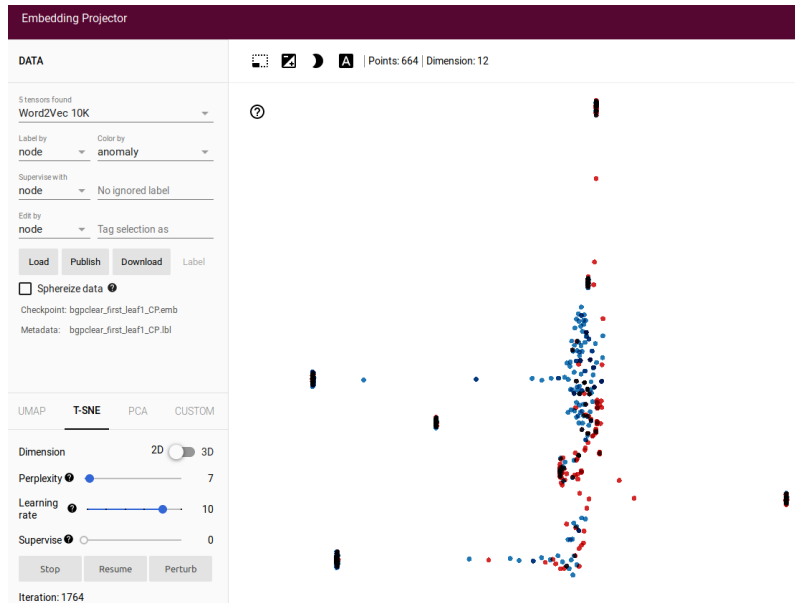 Embedding Projector
DATA
Points: 664 | Dimension: 12
5 tensors found
Word2Vec 10K
Label by
Color by
node
anomaly
Supervise with
node
No ignored label
Edit by
node
Tag selection as
Load
Publish
Download
Label
Sphereize data
Checkpoint: bgpclear_first_leaf1_CP.emb
Metadata: bgpclear_first_leaf1_CP.lbl
UMAP
T-SNE
PCA
CUSTOM
Dimension
2D
3D
Perplexity
7
Learning
rate
10
Supervise
0
Stop
Resume
Perturb
Iteration: 1764